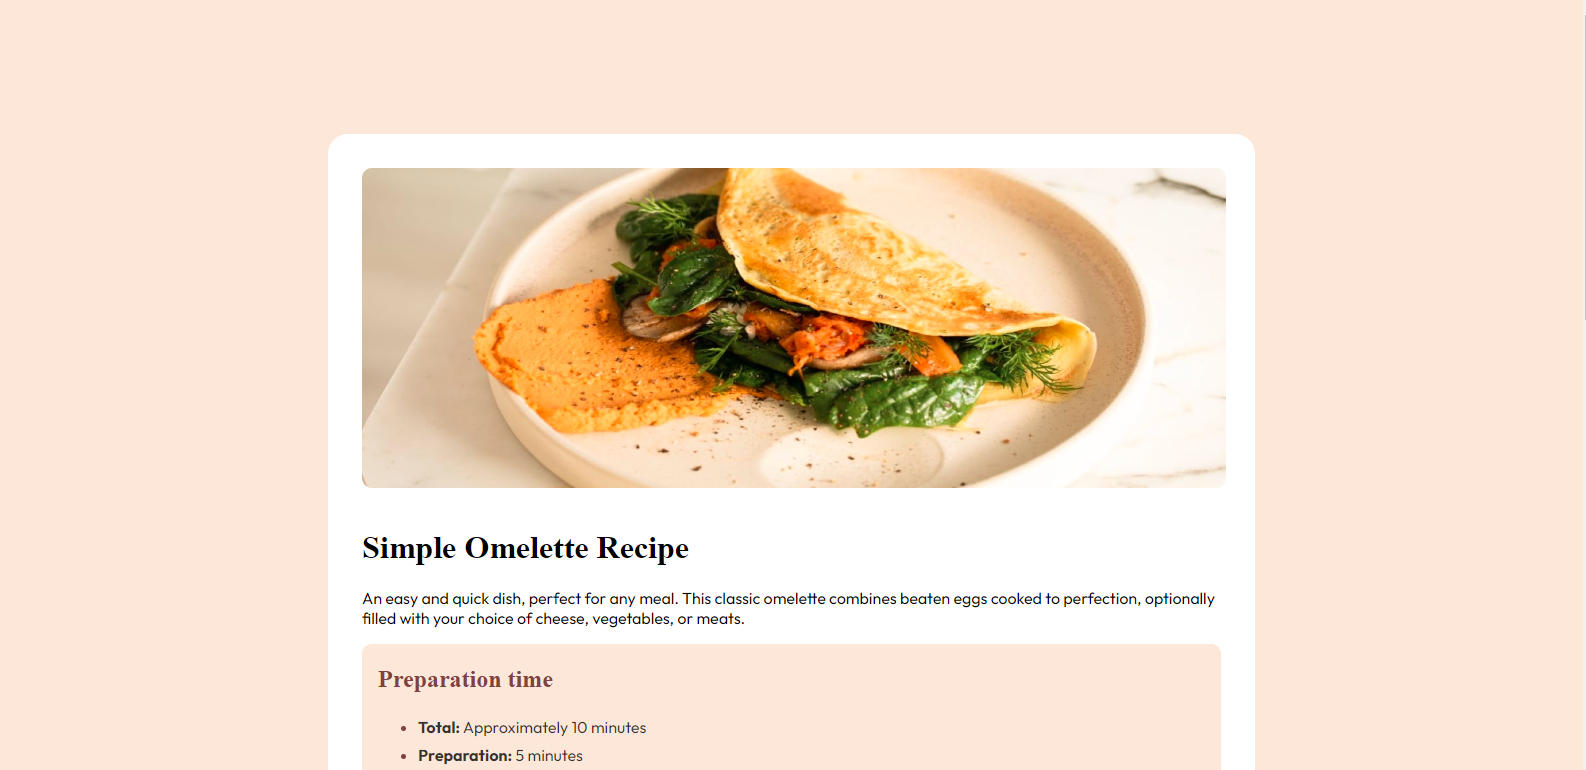 Simple Omelette Recipe
An easy and quick dish, perfect for any meal. This classic omelette combines beaten eggs cooked to perfection, optionally
filled with your choice of cheese, vegetables, or meats.
Preparation time
Total: Approximately 10 minutes
Preparation: 5 minutes